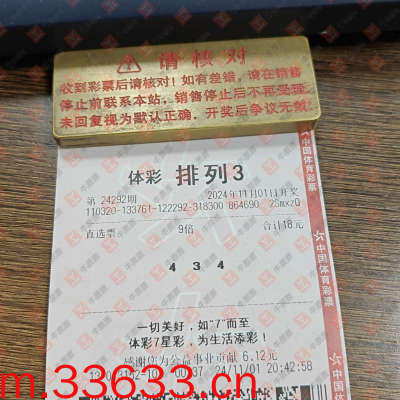 ⚠ 请核对
收到彩票后请核对！如有差错，请在销售
停止前联系本站，销售停止后不再受理，
未回复视为默认正确，开奖后争议无效
体彩 排列3
第 24292期 2024年11月01日开奖
110320-133761-122292-318300 864690 2SmxzQ
直选票 9倍 合计18元
4 3 4
一切美好，如“7”而至
体彩7星彩，为生活添彩！
感谢您为公益事业贡献 6.12元
24/11/01 20:42:58
m.33633.cn
中国体育彩票
中国体育彩票